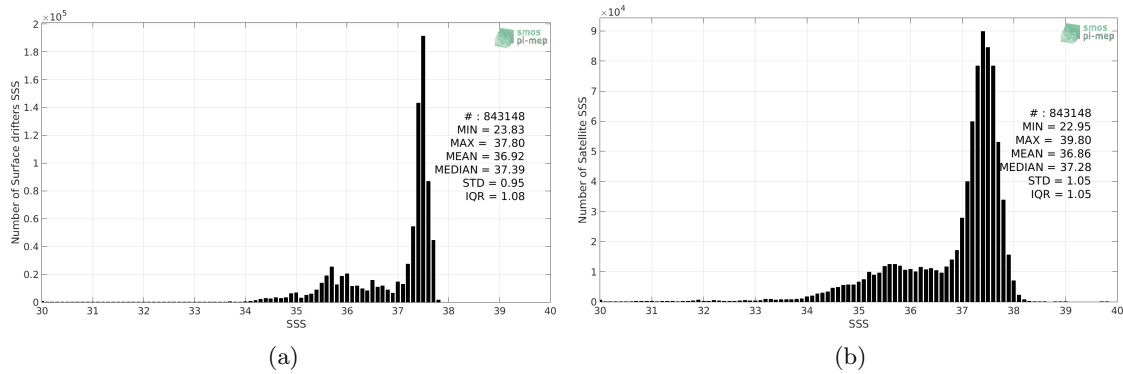 ×10^5
2
1.8
1.6
1.4
1.2
1
0.8
0.6
0.4
0.2
0
Number of Surface drifters SSS
smos
pi-mep
# : 843148
MIN = 23.83
MAX = 37.80
MEAN = 36.92
MEDIAN = 37.39
STD = 0.95
IQR = 1.08
30 31 32 33 34 35 36 37 38 39 40
SSS
(a)
×10^4
9
8
7
6
5
4
3
2
1
0
Number of Satellite SSS
smos
pi-mep
# : 843148
MIN = 22.95
MAX = 39.80
MEAN = 36.86
MEDIAN = 37.28
STD = 1.05
IQR = 1.05
30 31 32 33 34 35 36 37 38 39 40
SSS
(b)